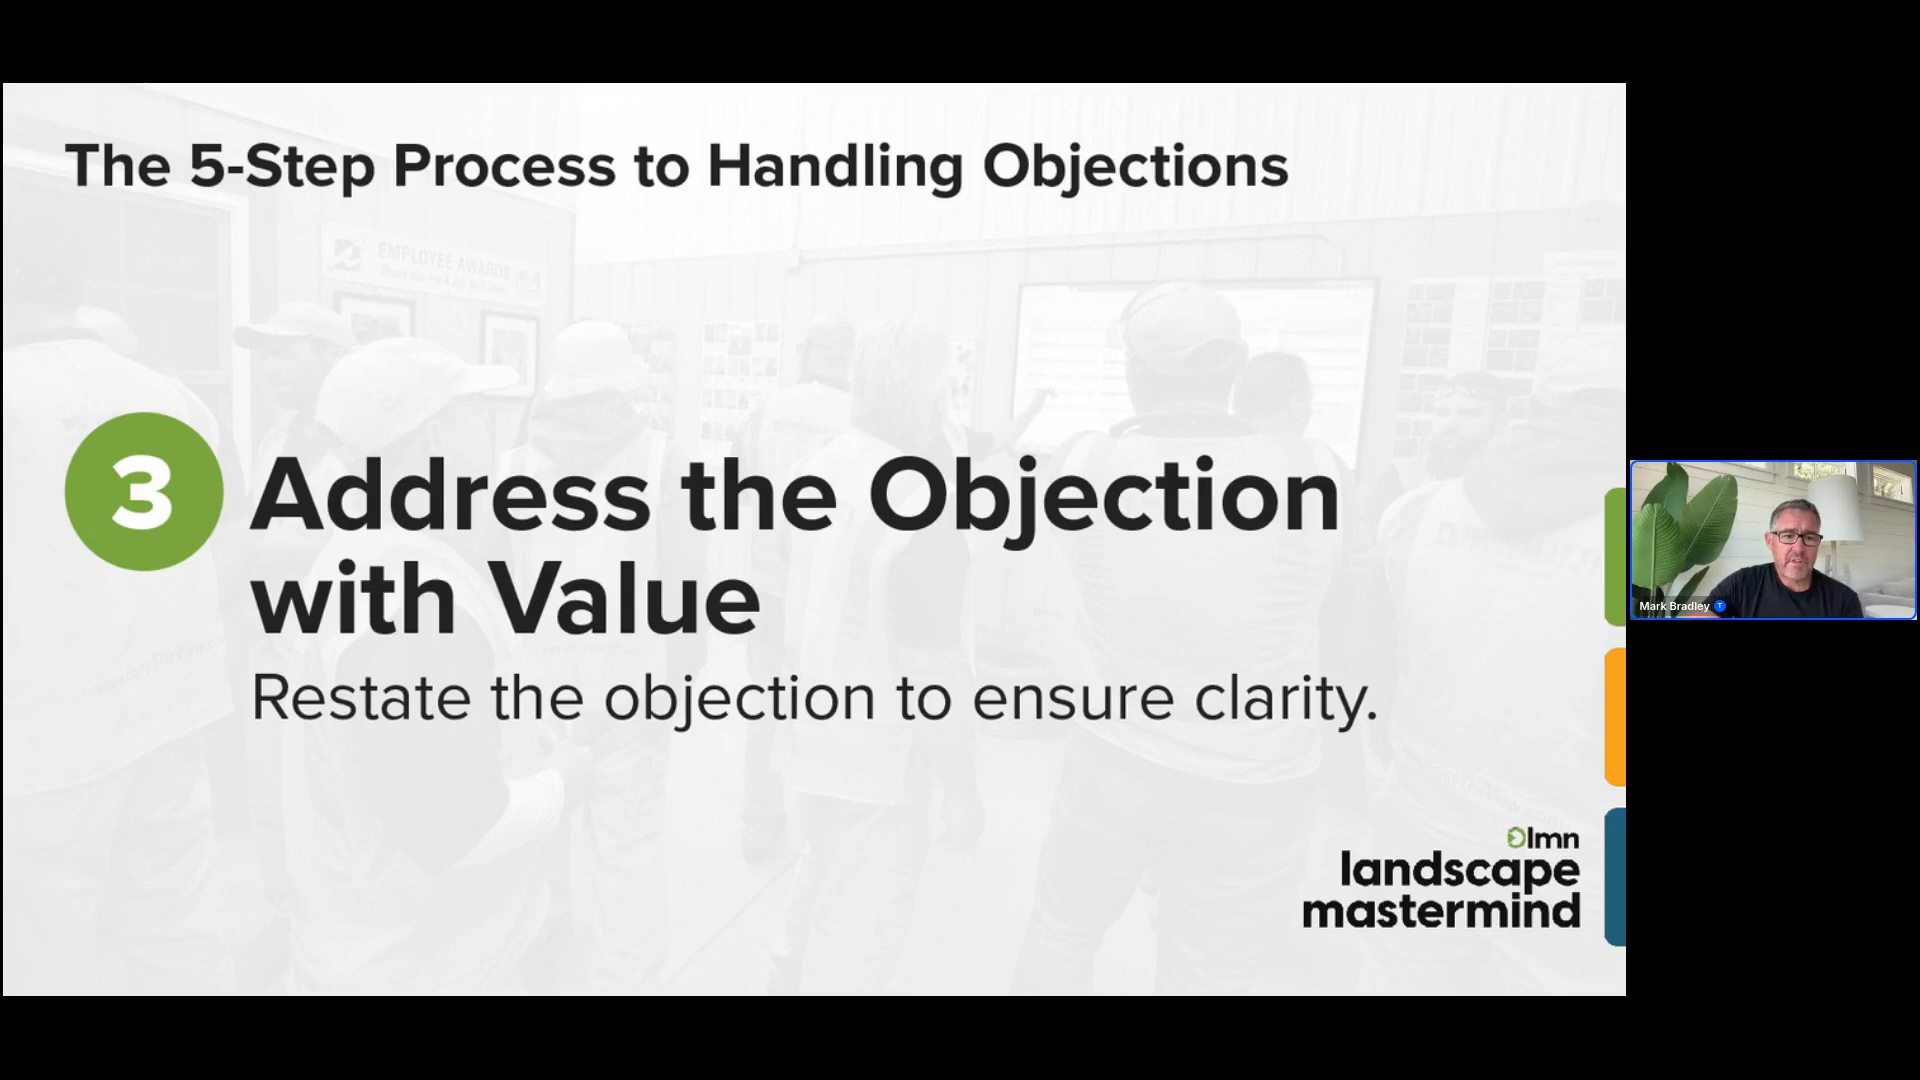 The 5-Step Process to Handling Objections
EMPLOYEE AWARDS
3
Address the Objection
with Value
Restate the objection to ensure clarity.
lmn
landscape
mastermind
Mark Bradley
T